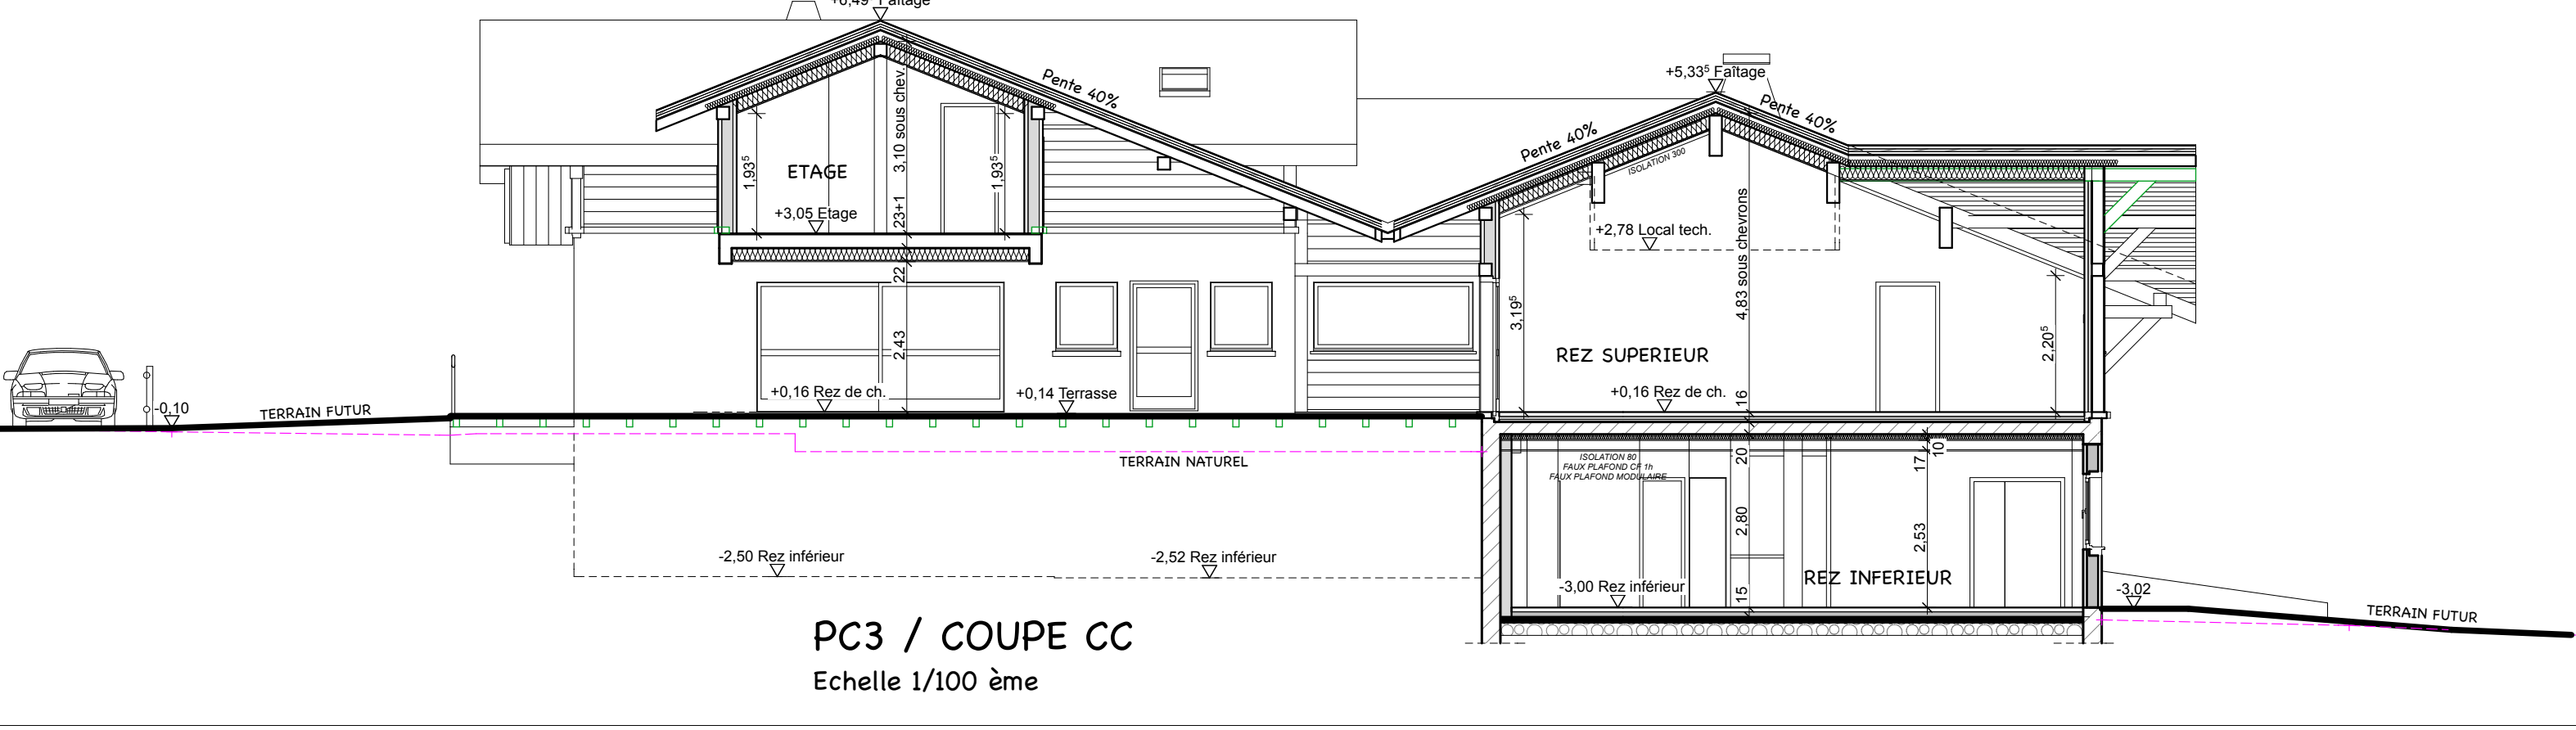 +6,49⁵ Faîtage
Pente 40%
+5,33⁵ Faîtage
Pente 40%
Pente 40%
ISOLATION 300
3,10 sous chev.
1,93⁵
1,93⁵
ETAGE
23+1
+3,05 Etage
+2,78 Local tech.
4,83 sous chevrons
22
2,43
3,19⁵
2,20⁵
REZ SUPERIEUR
+0,16 Rez de ch.
+0,14 Terrasse
+0,16 Rez de ch.
16
-0,10
TERRAIN FUTUR
TERRAIN NATUREL
ISOLATION 80
FAUX PLAFOND CF 1h
FAUX PLAFOND MODULAIRE
20
17
10
2,80
2,53
-2,50 Rez inférieur
-2,52 Rez inférieur
-3,00 Rez inférieur
15
REZ INFERIEUR
-3,02
TERRAIN FUTUR
PC3 / COUPE CC
Echelle 1/100 ème